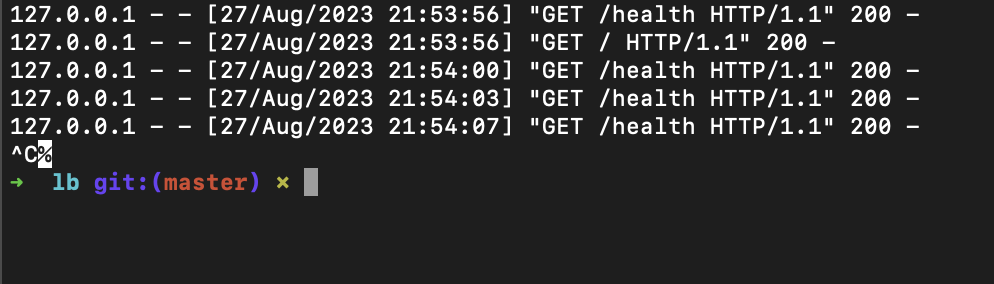 127.0.0.1 - - [27/Aug/2023 21:53:56] "GET /health HTTP/1.1" 200 -
127.0.0.1 - - [27/Aug/2023 21:53:56] "GET / HTTP/1.1" 200 -
127.0.0.1 - - [27/Aug/2023 21:54:00] "GET /health HTTP/1.1" 200 -
127.0.0.1 - - [27/Aug/2023 21:54:03] "GET /health HTTP/1.1" 200 -
127.0.0.1 - - [27/Aug/2023 21:54:07] "GET /health HTTP/1.1" 200 -
^C%
➜  lb git:(master) ✗